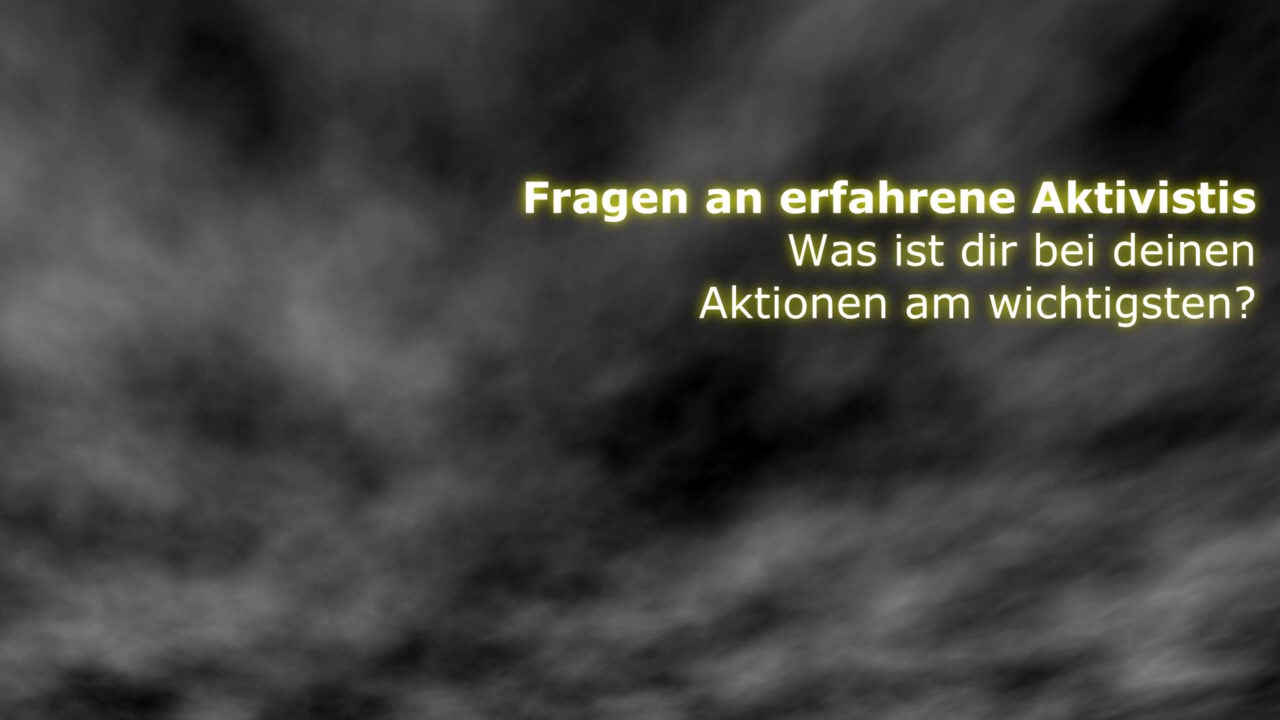 Fragen an erfahrene Aktivistis
Was ist dir bei deinen
Aktionen am wichtigsten?